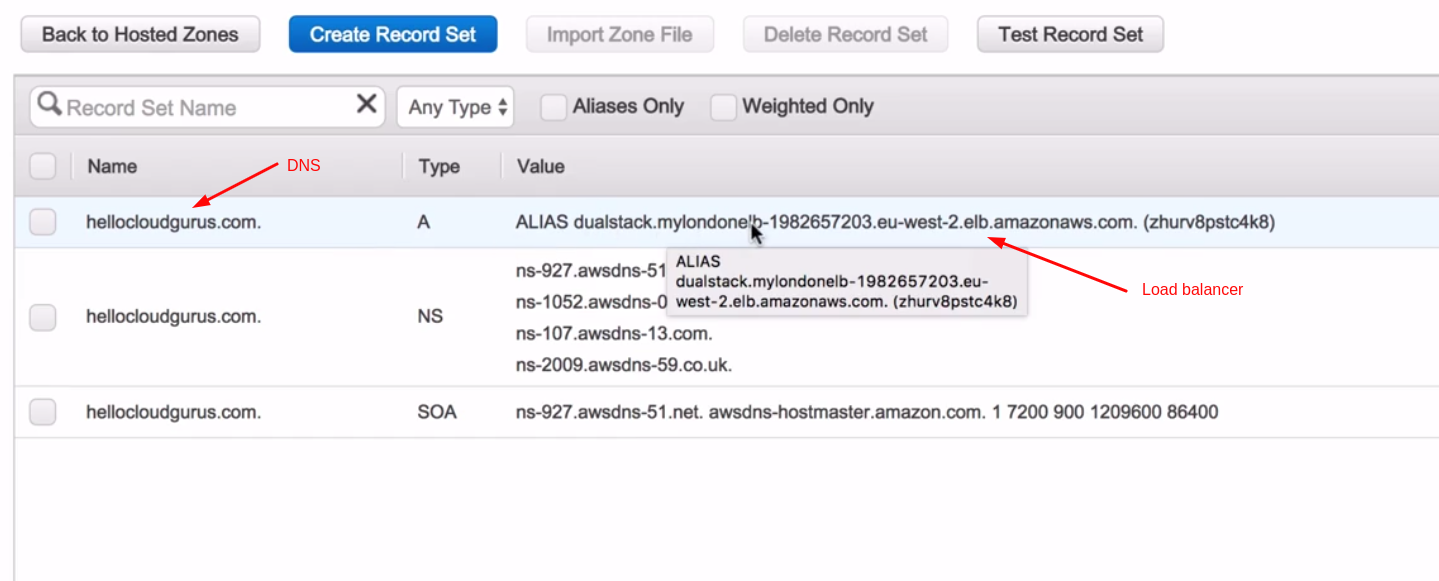 Back to Hosted Zones Create Record Set Import Zone File Delete Record Set Test Record Set
Record Set Name Any Type Aliases Only Weighted Only
Name DNS Type Value
hellocloudgurus.com. A ALIAS dualstack.mylondonelb-1982657203.eu-west-2.elb.amazonaws.com. (zhurv8pstc4k8)
ALIAS
dualstack.mylondonelb-1982657203.eu-
west-2.elb.amazonaws.com. (zhurv8pstc4k8)
Load balancer
hellocloudgurus.com. NS
ns-927.awsdns-51
ns-1052.awsdns-0
ns-107.awsdns-13.com.
ns-2009.awsdns-59.co.uk.
hellocloudgurus.com. SOA ns-927.awsdns-51.net. awsdns-hostmaster.amazon.com. 1 7200 900 1209600 86400